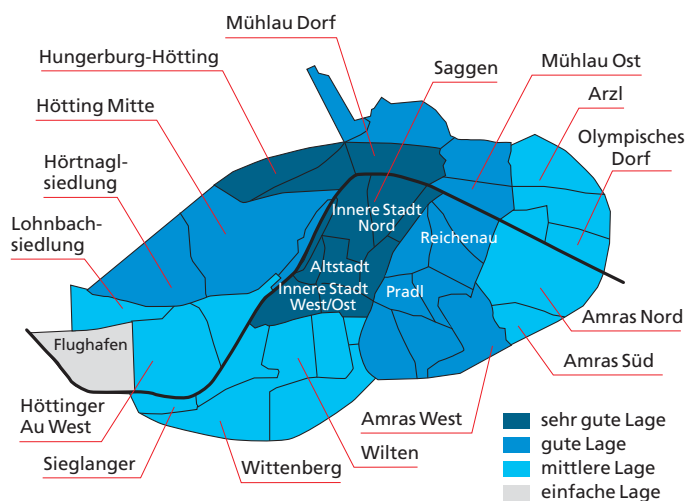 Mühlau Dorf
Hungerburg-Hötting
Saggen
Mühlau Ost
Hötting Mitte
Arzl
Olympisches
Dorf
Hörtnagl-
siedlung
Lohnbach-
siedlung
Innere Stadt
Nord
Reichenau
Altstadt
Innere Stadt
West/Ost
Pradl
Flughafen
Amras Nord
Amras Süd
Höttinger
Au West
Amras West
Sieglanger
Wittenberg
Wilten
sehr gute Lage
gute Lage
mittlere Lage
einfache Lage